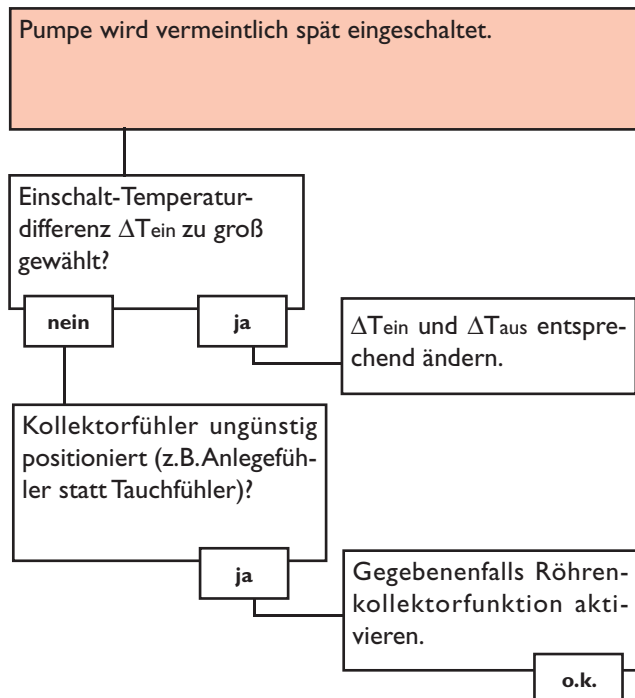 Pumpe wird vermeintlich spät eingeschaltet.
Einschalt-Temperatur-
differenz ΔTein zu groß
gewählt?
nein
ja
ΔTein und ΔTaus entspre-
chend ändern.
Kollektorfühler ungünstig
positioniert (z.B. Anlegefüh-
ler statt Tauchfühler)?
ja
Gegebenenfalls Röhren-
kollektorfunktion akti-
vieren.
o.k.